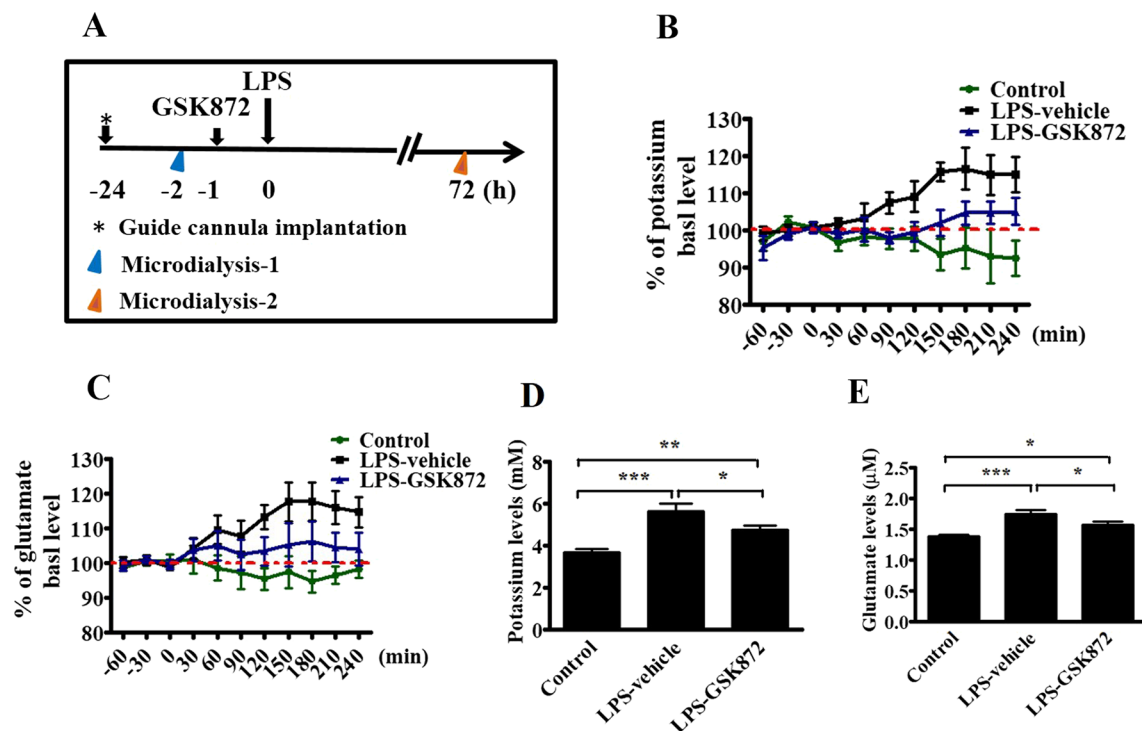 A
LPS
GSK872
*
-24 -2 -1 0 72 (h)
* Guide cannula implantation
Microdialysis-1
Microdialysis-2
B
Control
LPS-vehicle
LPS-GSK872
% of potassium
basl level
130
120
110
100
90
80
-60 -30 0 30 60 90 120 150 180 210 240 (min)
C
Control
LPS-vehicle
LPS-GSK872
% of glutamate
basl level
130
120
110
100
90
80
-60 -30 0 30 60 90 120 150 180 210 240 (min)
D
Potassium levels (mM)
8
6
4
2
0
**
*** *
Control LPS-vehicle LPS-GSK872
E
Glutamate levels (μM)
2.5
2.0
1.5
1.0
0.5
0.0
*
*** *
Control LPS-vehicle LPS-GSK872